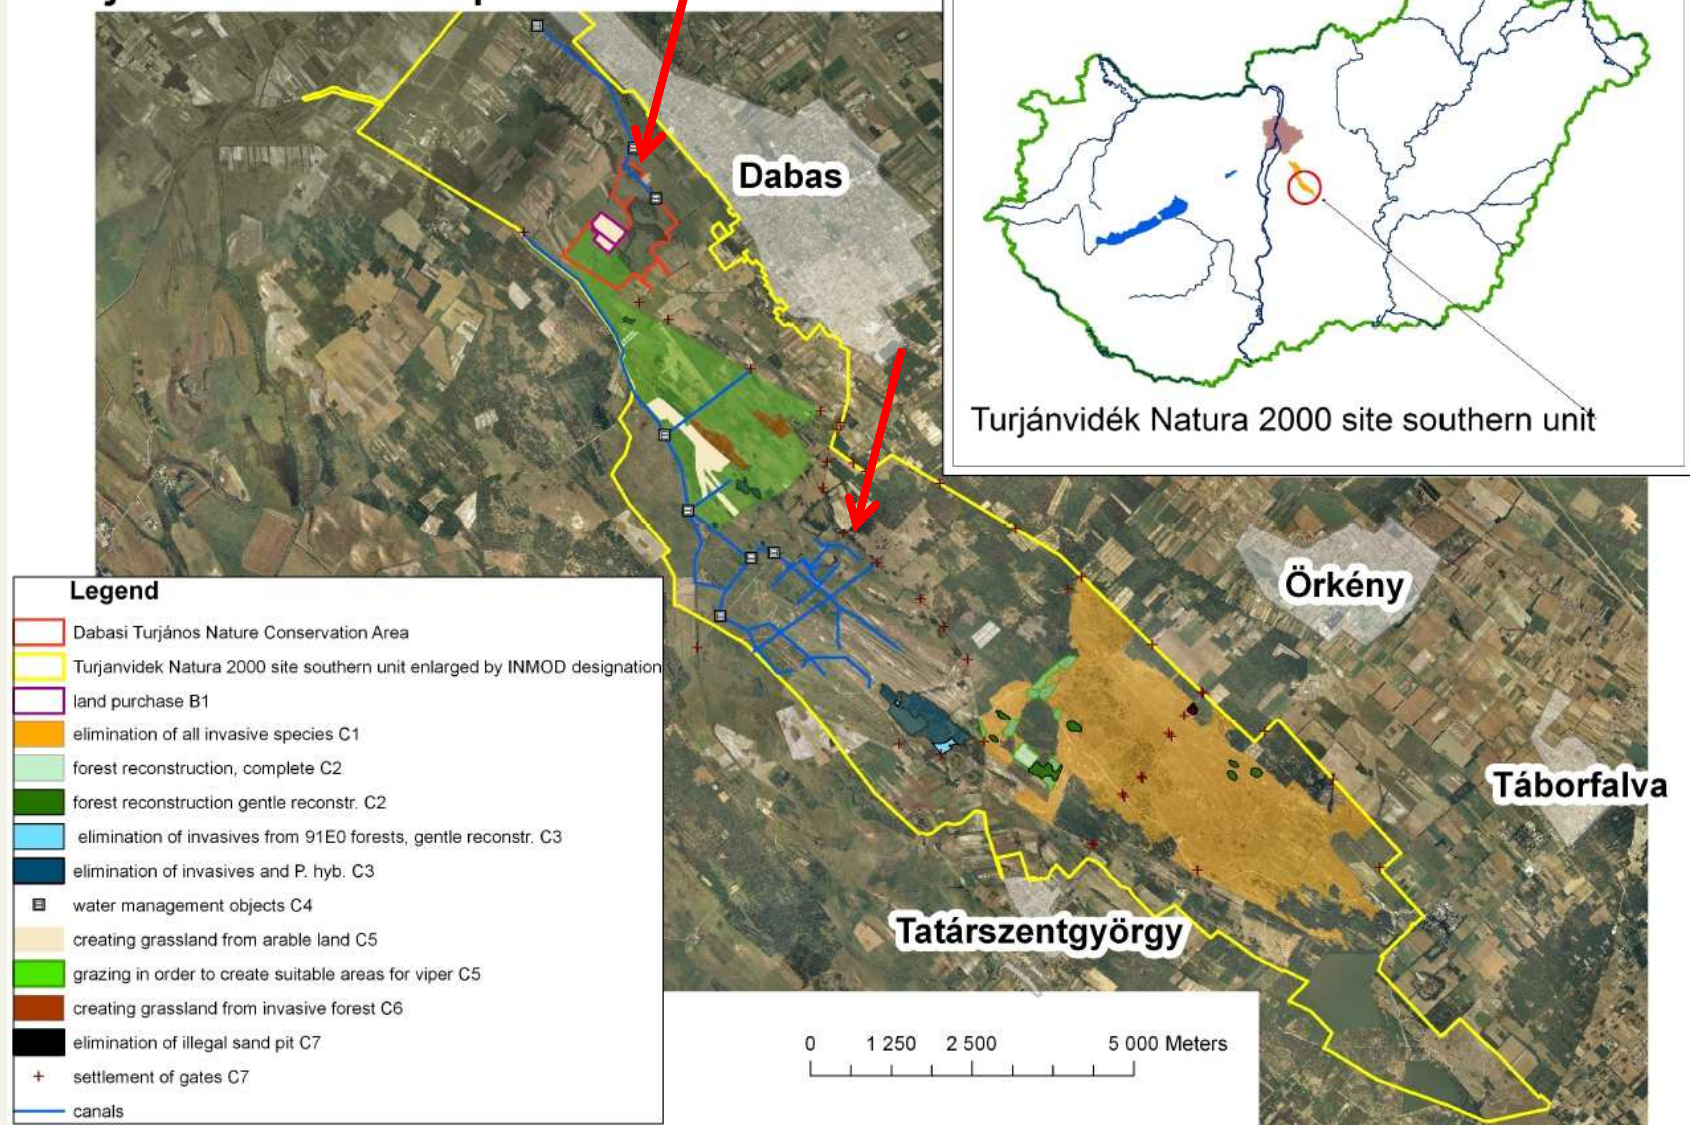 Dabas
Turjánvidék Natura 2000 site southern unit
Örkény
Táborfalva
Tatárszentgyörgy
Legend
Dabasi Turjános Nature Conservation Area
Turjanvidek Natura 2000 site southern unit enlarged by INMOD designation
land purchase B1
elimination of all invasive species C1
forest reconstruction, complete C2
forest reconstruction gentle reconstr. C2
elimination of invasives from 91E0 forests, gentle reconstr. C3
elimination of invasives and P. hyb. C3
water management objects C4
creating grassland from arable land C5
grazing in order to create suitable areas for viper C5
creating grassland from invasive forest C6
elimination of illegal sand pit C7
settlement of gates C7
canals
0 1 250 2 500 5 000 Meters